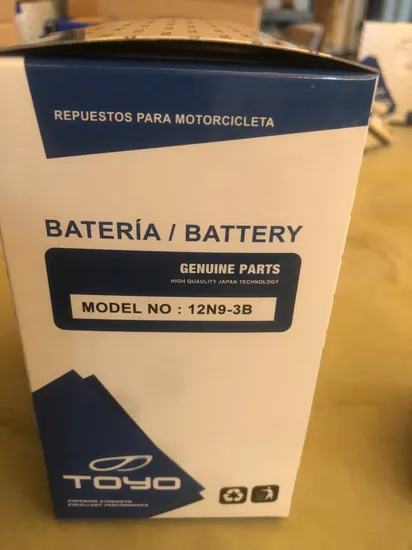 REPUESTOS PARA MOTORCICLETA
BATERÍA / BATTERY
GENUINE PARTS
HIGH QUAULITY JAPAN TECHNOLOGY
MODEL NO : 12N9-3B
TOYO
SUPERIOR STRENGTH
EXCELLENT PERFORMANCE